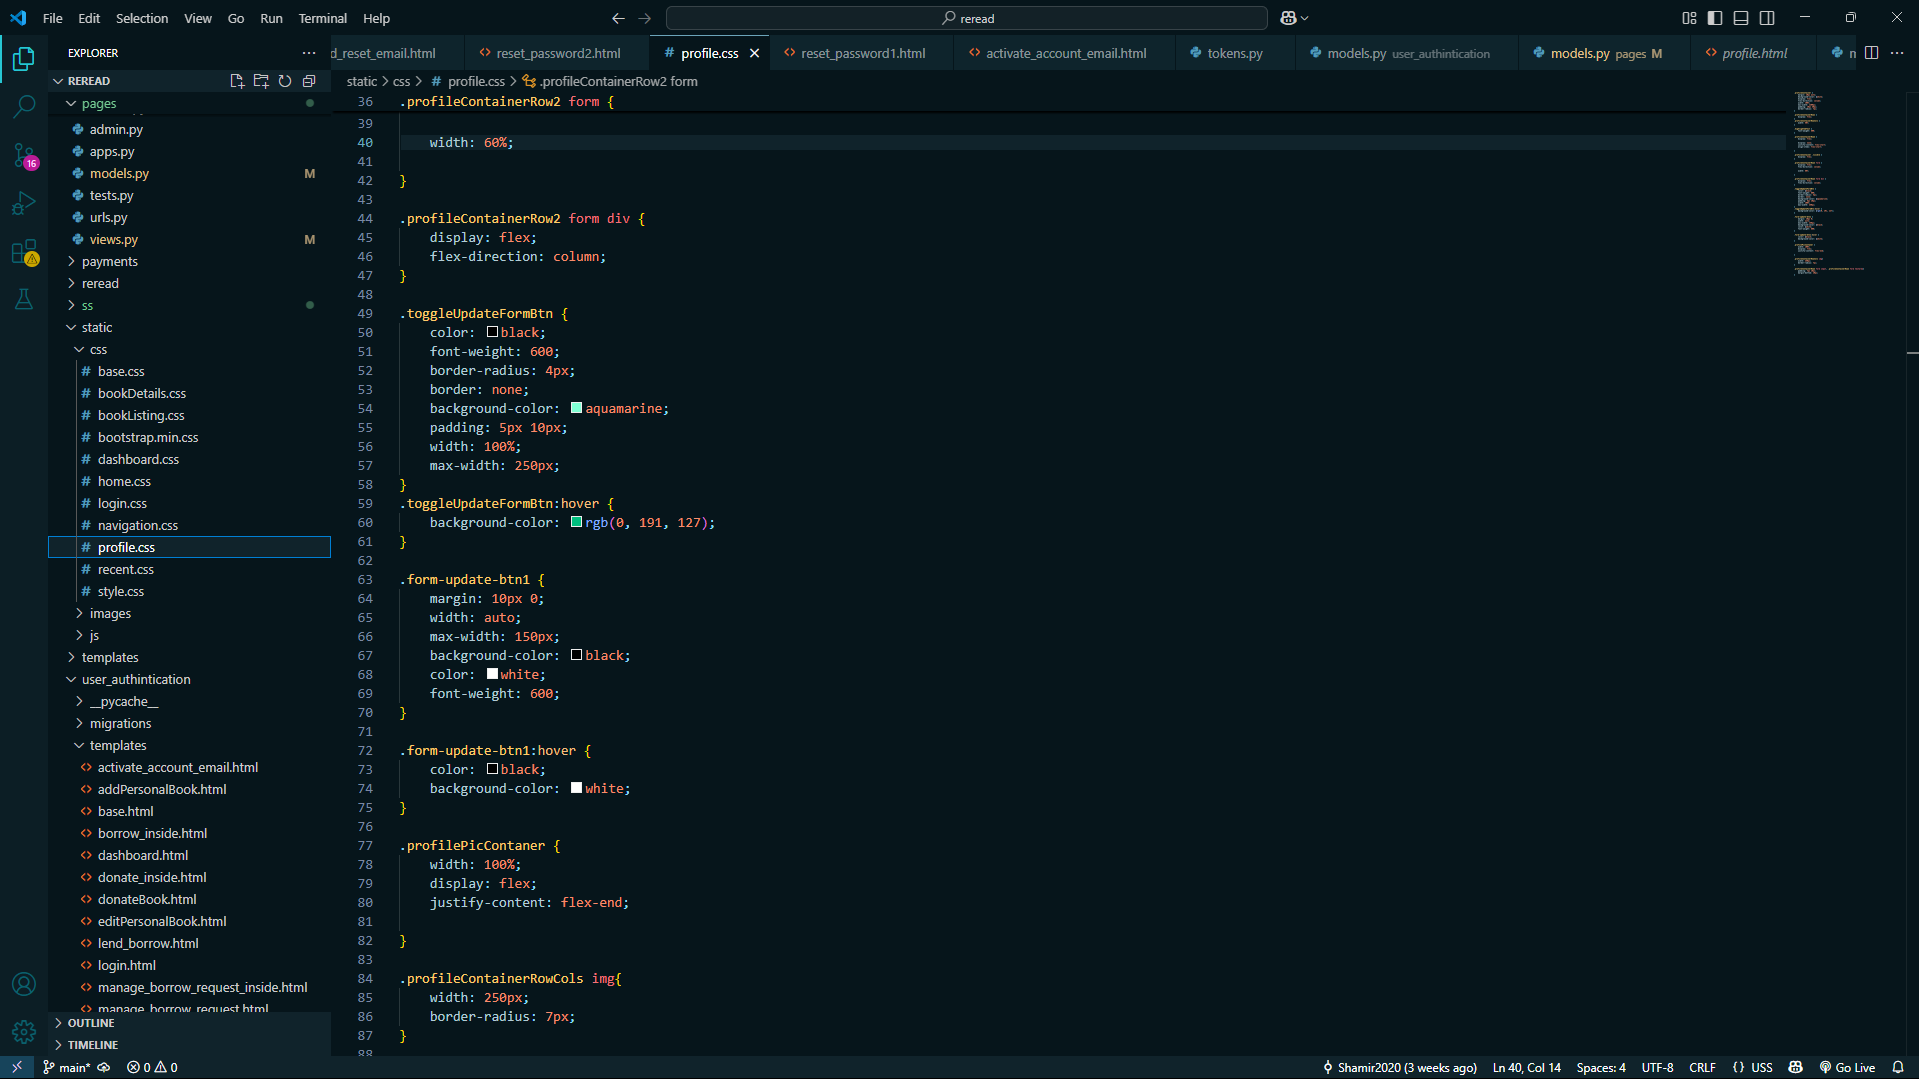 File Edit Selection View Go Run Terminal Help
reread
EXPLORER
d_reset_email.html
reset_password2.html
# profile.css
reset_password1.html
activate_account_email.html
tokens.py
models.py user_authintication
models.py pages M
profile.html
REREAD
static > css > # profile.css > .profileContainerRow2 form
pages
admin.py
apps.py
models.py M
tests.py
urls.py
views.py M
payments
reread
ss
static
css
# base.css
# bookDetails.css
# bookListing.css
# bootstrap.min.css
# dashboard.css
# home.css
# login.css
# navigation.css
# profile.css
# recent.css
# style.css
images
js
templates
user_authintication
__pycache__
migrations
templates
activate_account_email.html
addPersonalBook.html
base.html
borrow_inside.html
dashboard.html
donate_inside.html
donateBook.html
editPersonalBook.html
lend_borrow.html
login.html
manage_borrow_request_inside.html
manage_borrow_request.html
OUTLINE
TIMELINE
16
36 .profileContainerRow2 form {
39
40 width: 60%;
41
42 }
43
44 .profileContainerRow2 form div {
45 display: flex;
46 flex-direction: column;
47 }
48
49 .toggleUpdateFormBtn {
50 color: black;
51 font-weight: 600;
52 border-radius: 4px;
53 border: none;
54 background-color: aquamarine;
55 padding: 5px 10px;
56 width: 100%;
57 max-width: 250px;
58 }
59 .toggleUpdateFormBtn:hover {
60 background-color: rgb(0, 191, 127);
61 }
62
63 .form-update-btn1 {
64 margin: 10px 0;
65 width: auto;
66 max-width: 150px;
67 background-color: black;
68 color: white;
69 font-weight: 600;
70 }
71
72 .form-update-btn1:hover {
73 color: black;
74 background-color: white;
75 }
76
77 .profilePicContaner {
78 width: 100%;
79 display: flex;
80 justify-content: flex-end;
81
82 }
83
84 .profileContainerRowCols img{
85 width: 250px;
86 border-radius: 7px;
87 }
88
main* 0 0 Shamir2020 (3 weeks ago) Ln 40, Col 14 Spaces: 4 UTF-8 CRLF {} USS Go Live